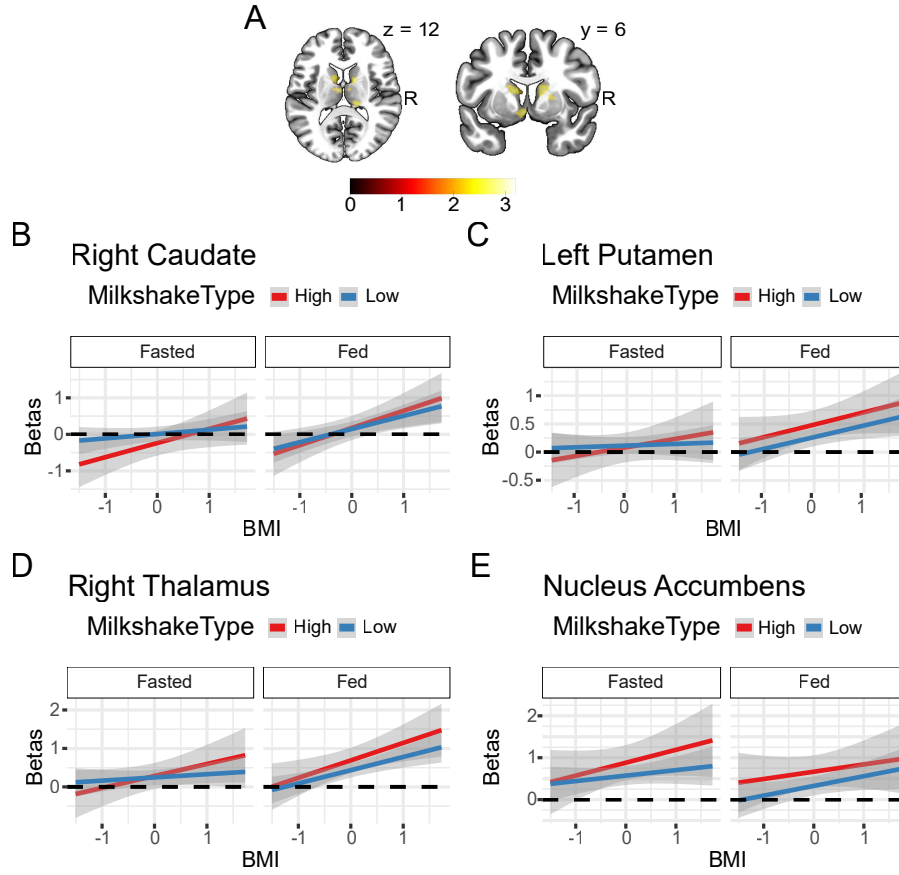 A
z = 12
y = 6
R
R
0 1 2 3
B
Right Caudate
MilkshakeType High Low
Fasted Fed
Betas
1
0
-1
-1 0 1 -1 0 1
BMI
C
Left Putamen
MilkshakeType High Low
Fasted Fed
Betas
1
0.5
0
-0.5
-1 0 1 -1 0 1
BMI
D
Right Thalamus
MilkshakeType High Low
Fasted Fed
Betas
2
1
0
-1 0 1 -1 0 1
BMI
E
Nucleus Accumbens
MilkshakeType High Low
Fasted Fed
Betas
2
1
0
-1 0 1 -1 0 1
BMI